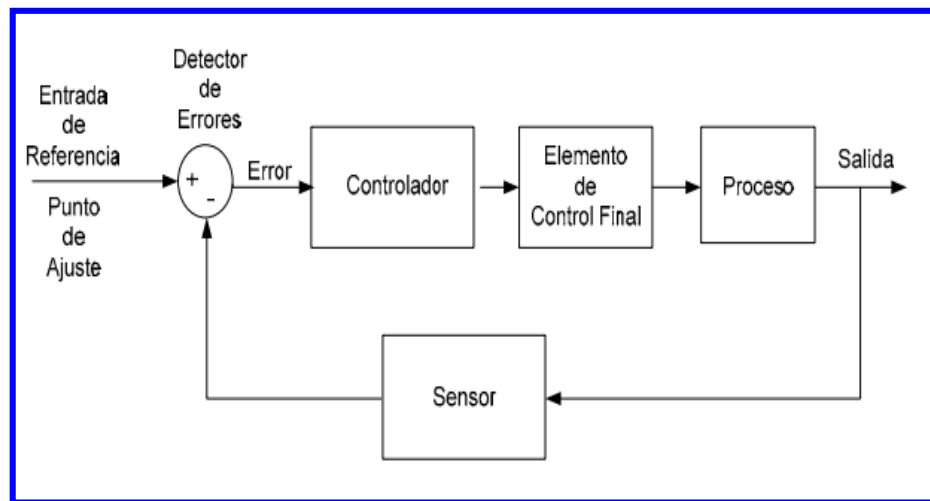 Entrada
de
Referencia
Punto
de
Ajuste
Detector
de
Errores
+
-
Error
Controlador
Elemento
de
Control Final
Proceso
Salida
Sensor